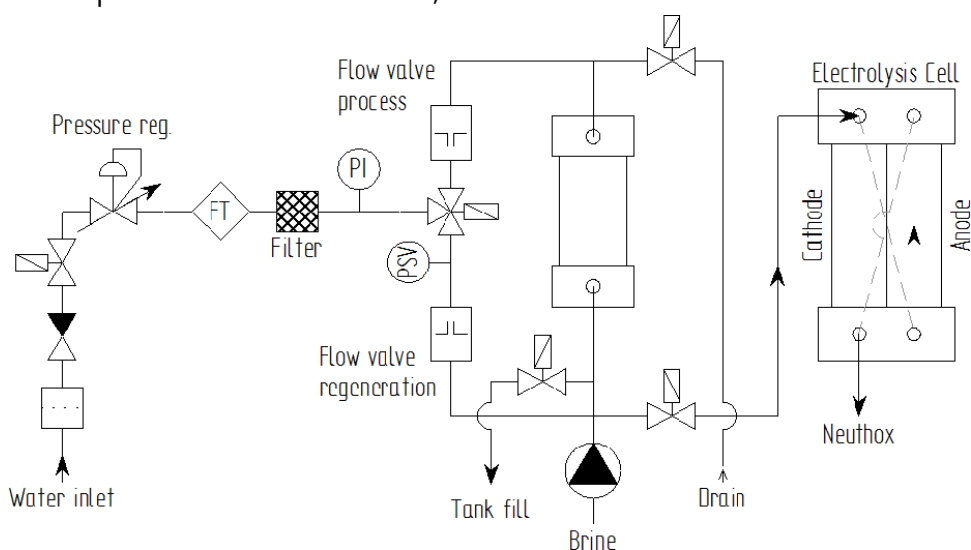 Flow valve
process
Electrolysis Cell
Pressure reg.
PI
FT
Filter
PSV
Cathode
Anode
Flow valve
regeneration
Neuthox
Water inlet
Tank fill
Drain
Brine